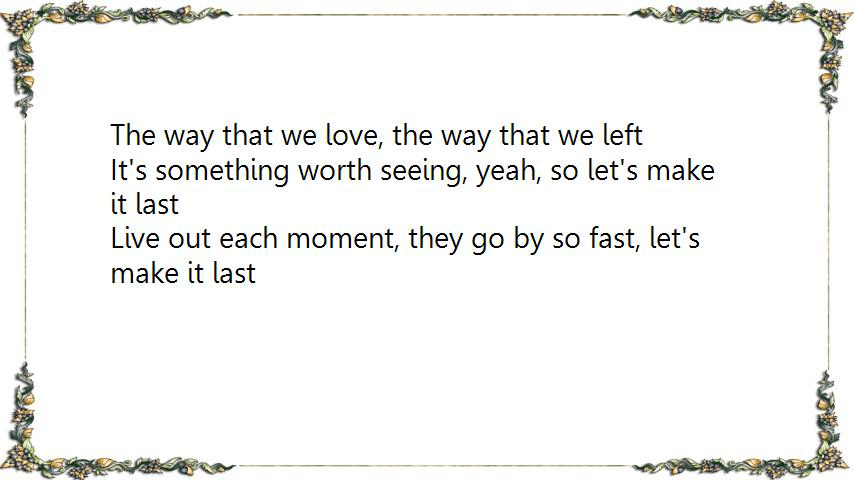 The way that we love, the way that we left
It's something worth seeing, yeah, so let's make
it last
Live out each moment, they go by so fast, let's
make it last